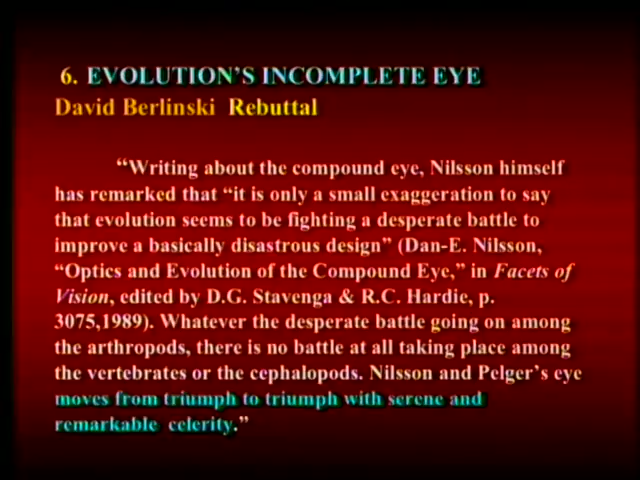 6. EVOLUTION'S INCOMPLETE EYE
David Berlinski Rebuttal
“Writing about the compound eye, Nilsson himself
has remarked that “it is only a small exaggeration to say
that evolution seems to be fighting a desperate battle to
improve a basically disastrous design” (Dan-E. Nilsson,
“Optics and Evolution of the Compound Eye,” in Facets of
Vision, edited by D.G. Stavenga & R.C. Hardie, p.
3075,1989). Whatever the desperate battle going on among
the arthropods, there is no battle at all taking place among
the vertebrates or the cephalopods. Nilsson and Pelger's eye
moves from triumph to triumph with serene and
remarkable celerity.”